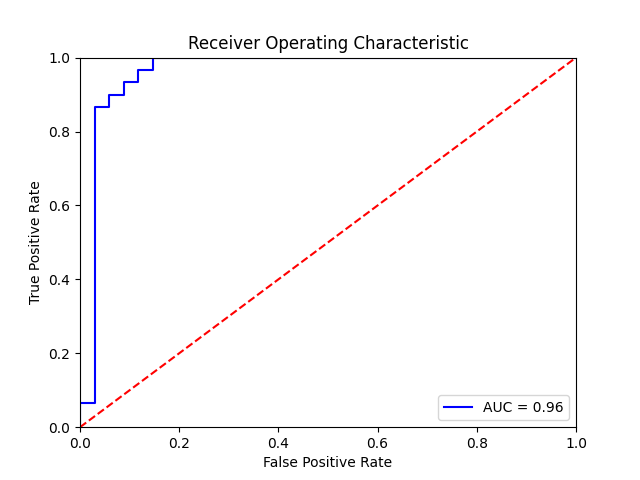 Receiver Operating Characteristic
1.0
0.8
0.6
0.4
0.2
0.0
True Positive Rate
AUC = 0.96
0.0 0.2 0.4 0.6 0.8 1.0
False Positive Rate